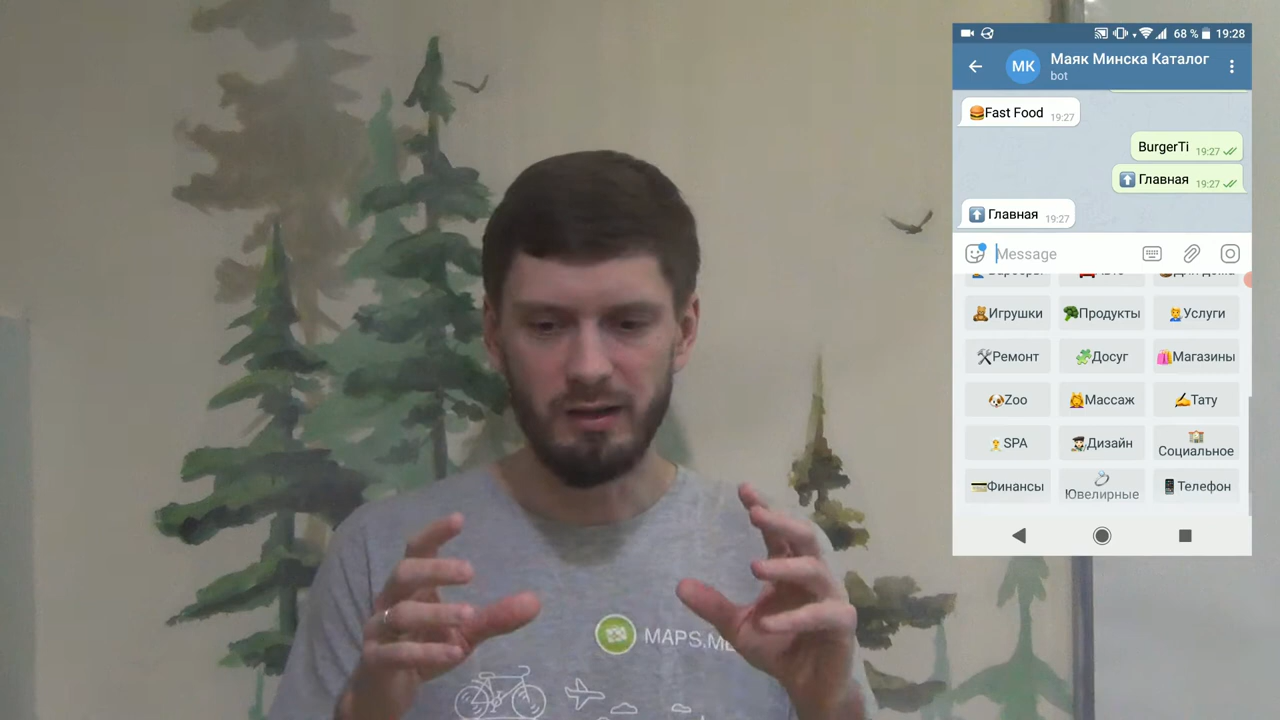 68 % 19:28
МК
Маяк Минска Каталог
bot
Fast Food 19:27
BurgerTi 19:27
Главная 19:27
Главная 19:27
Message
Игрушки Продукты Услуги
Ремонт Досуг Магазины
Zoo Массаж Тату
SPA Дизайн Социальное
Финансы Ювелирные Телефон
MAPS.ME